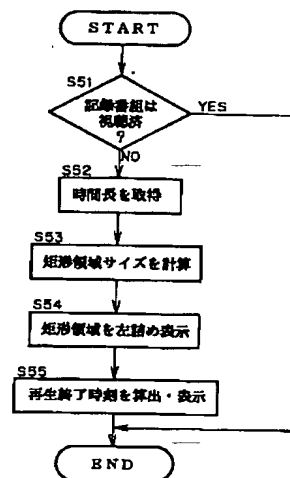 START
S51
記録番組は
視聴済
?
YES
NO
S52
時間長を取得
S53
矩形領域サイズを計算
S54
矩形領域を左詰め表示
S55
再生終了時刻を算出・表示
END